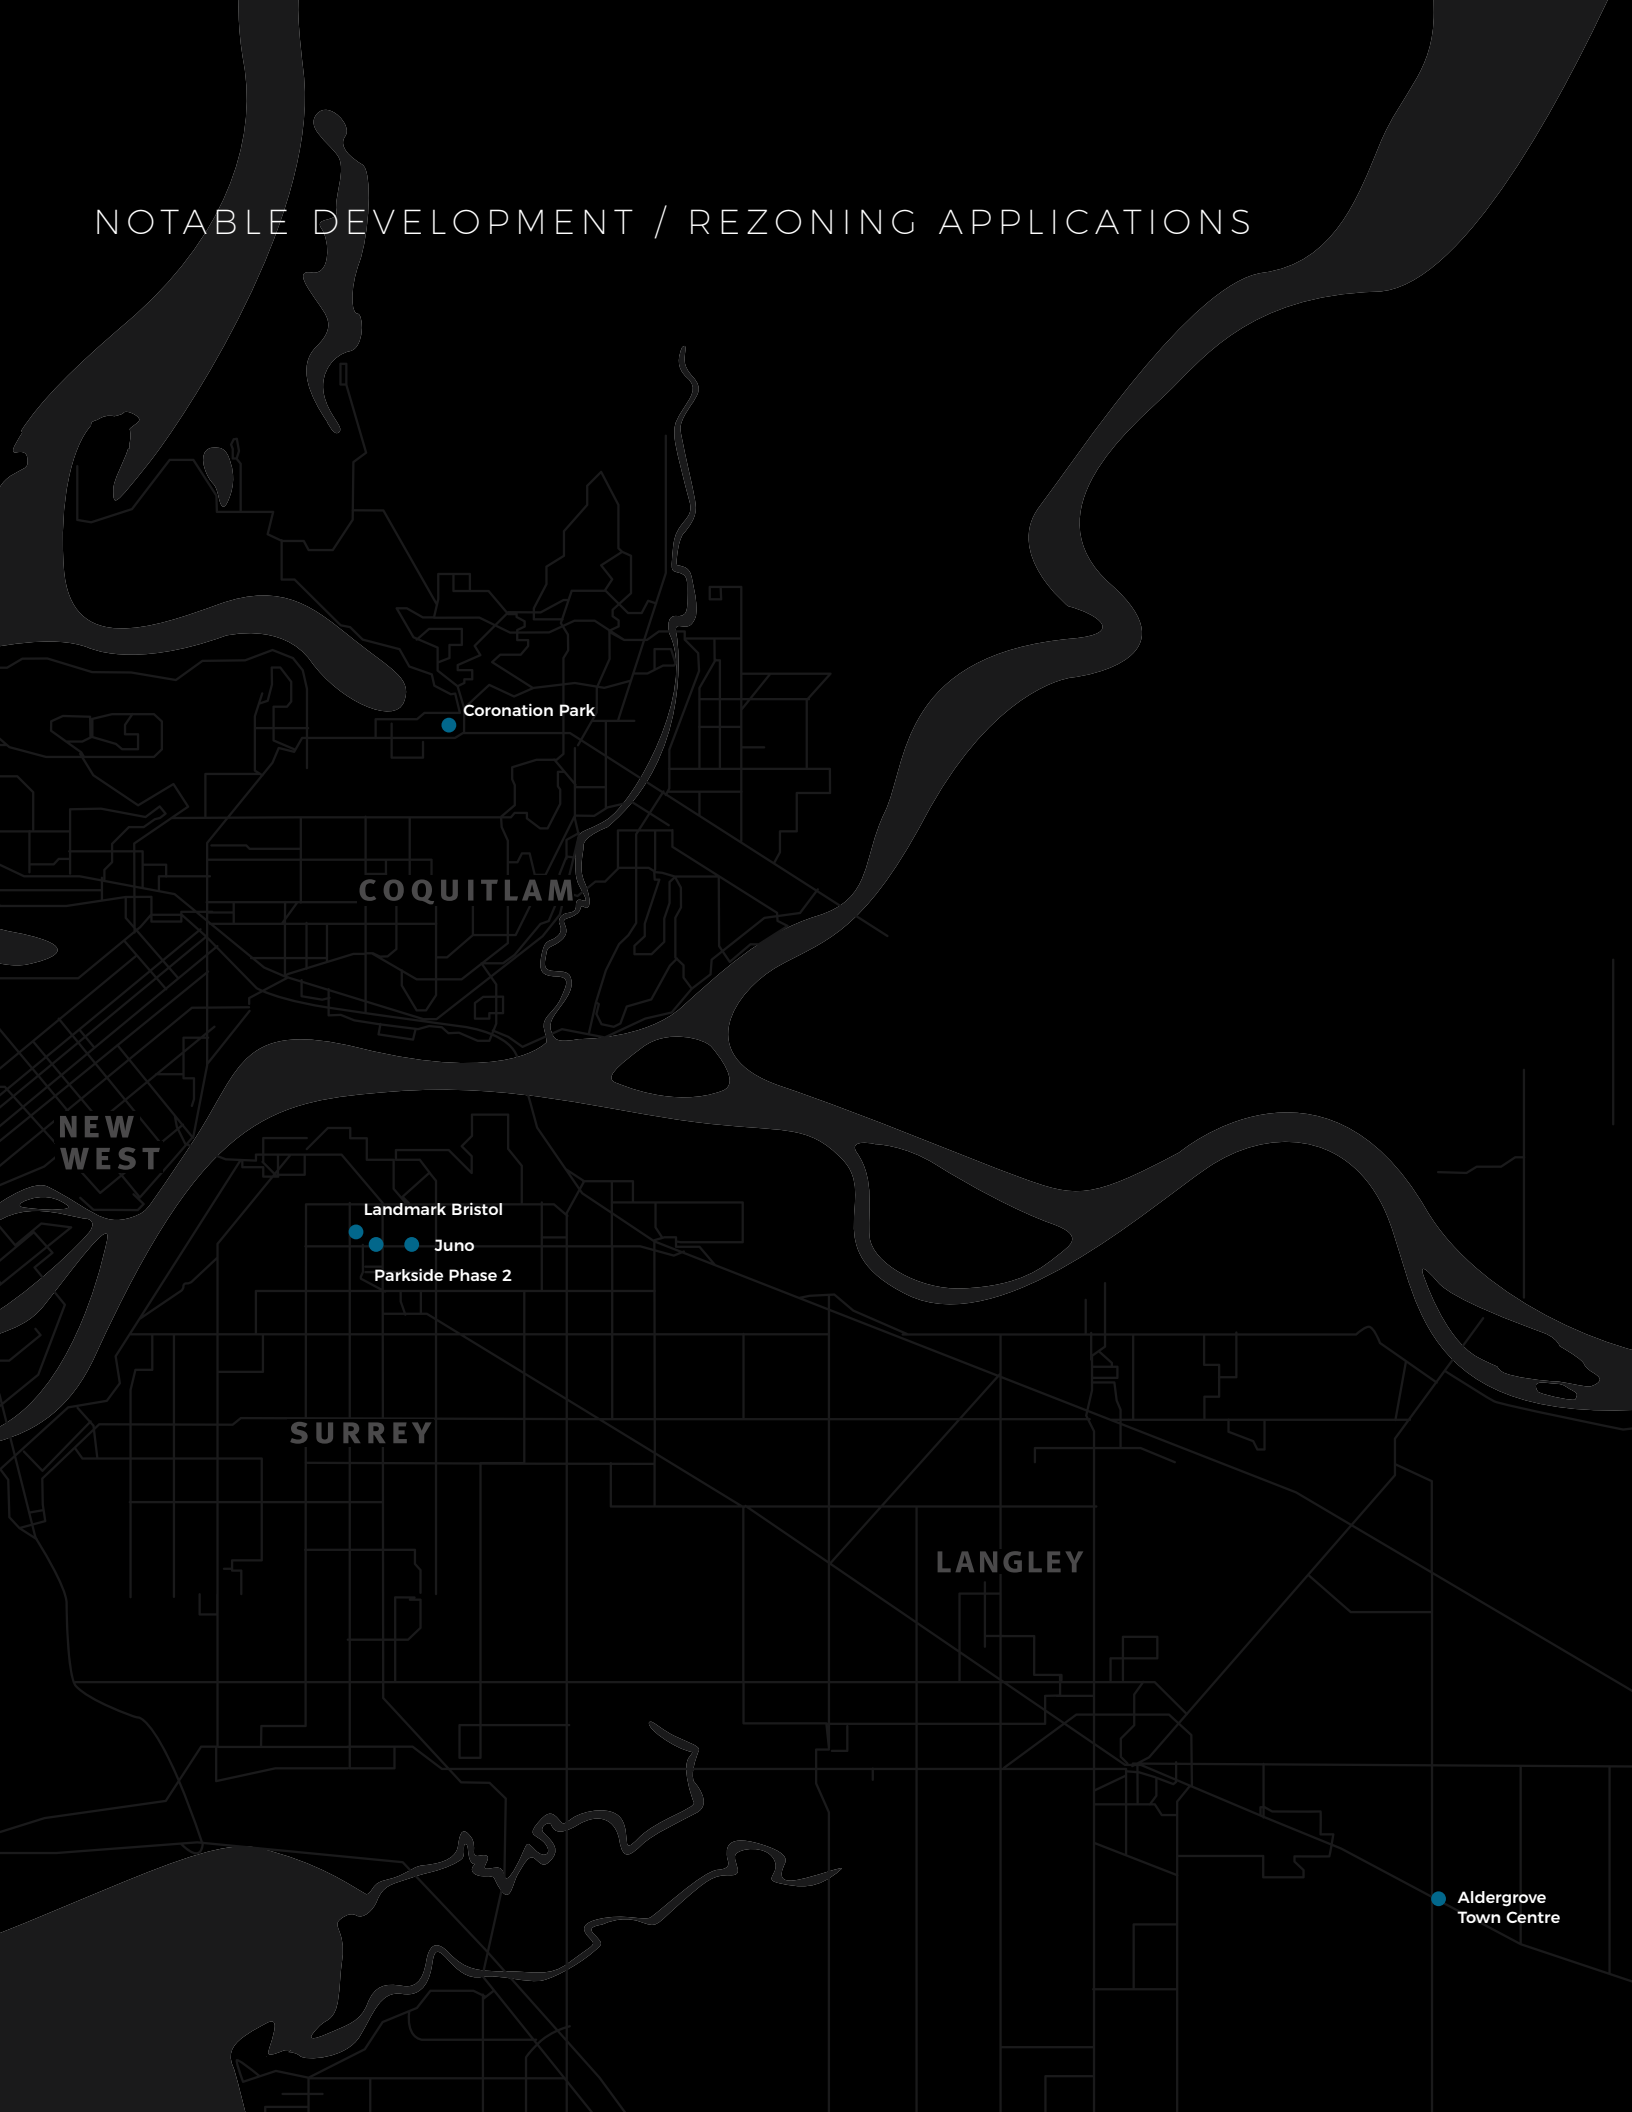 NOTABLE DEVELOPMENT / REZONING APPLICATIONS
Coronation Park
COQUITLAM
NEW
WEST
Landmark Bristol
Juno
Parkside Phase 2
SURREY
LANGLEY
Aldergrove
Town Centre